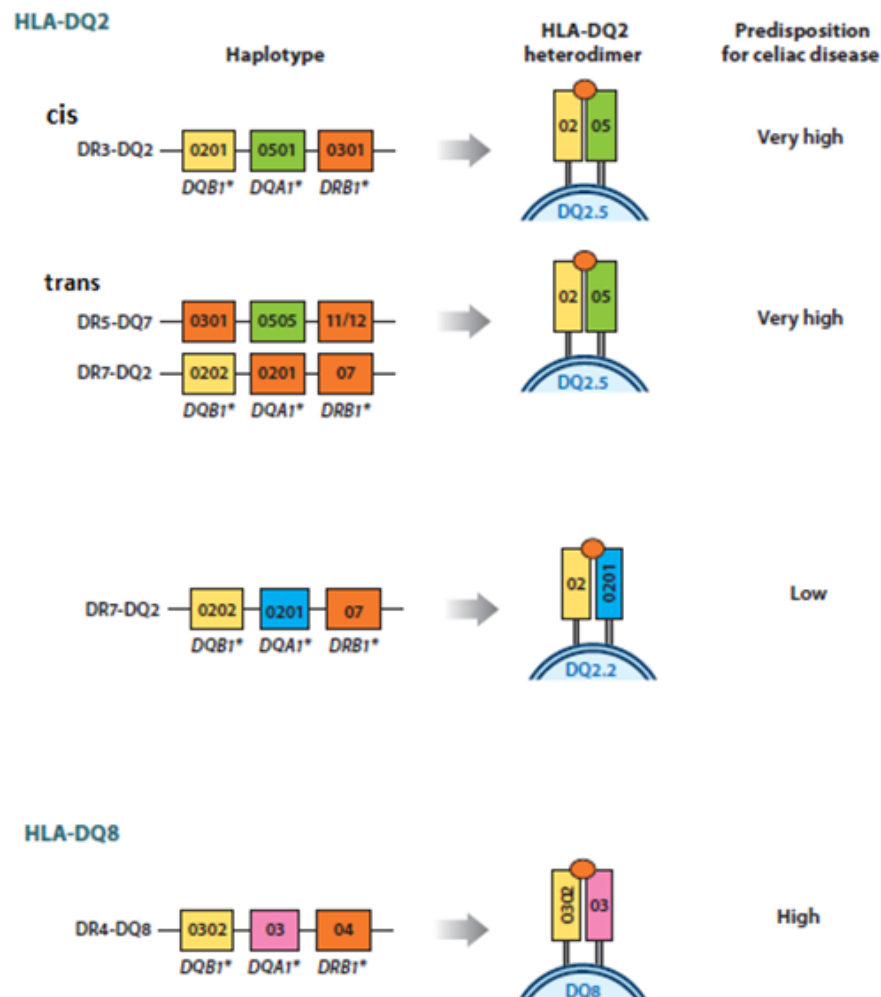 HLA-DQ2
Haplotype
HLA-DQ2
heterodimer
Predisposition
for celiac disease
cis
DR3-DQ2 0201 0501 0301
DQB1* DQA1* DRB1*
02 05
DQ2.5
Very high
trans
DR5-DQ7 0301 0505 11/12
DR7-DQ2 0202 0201 07
DQB1* DQA1* DRB1*
02 05
DQ2.5
Very high
DR7-DQ2 0202 0201 07
DQB1* DQA1* DRB1*
02 0201
DQ2.2
Low
HLA-DQ8
DR4-DQ8 0302 03 04
DQB1* DQA1* DRB1*
0302 03
DQ8
High